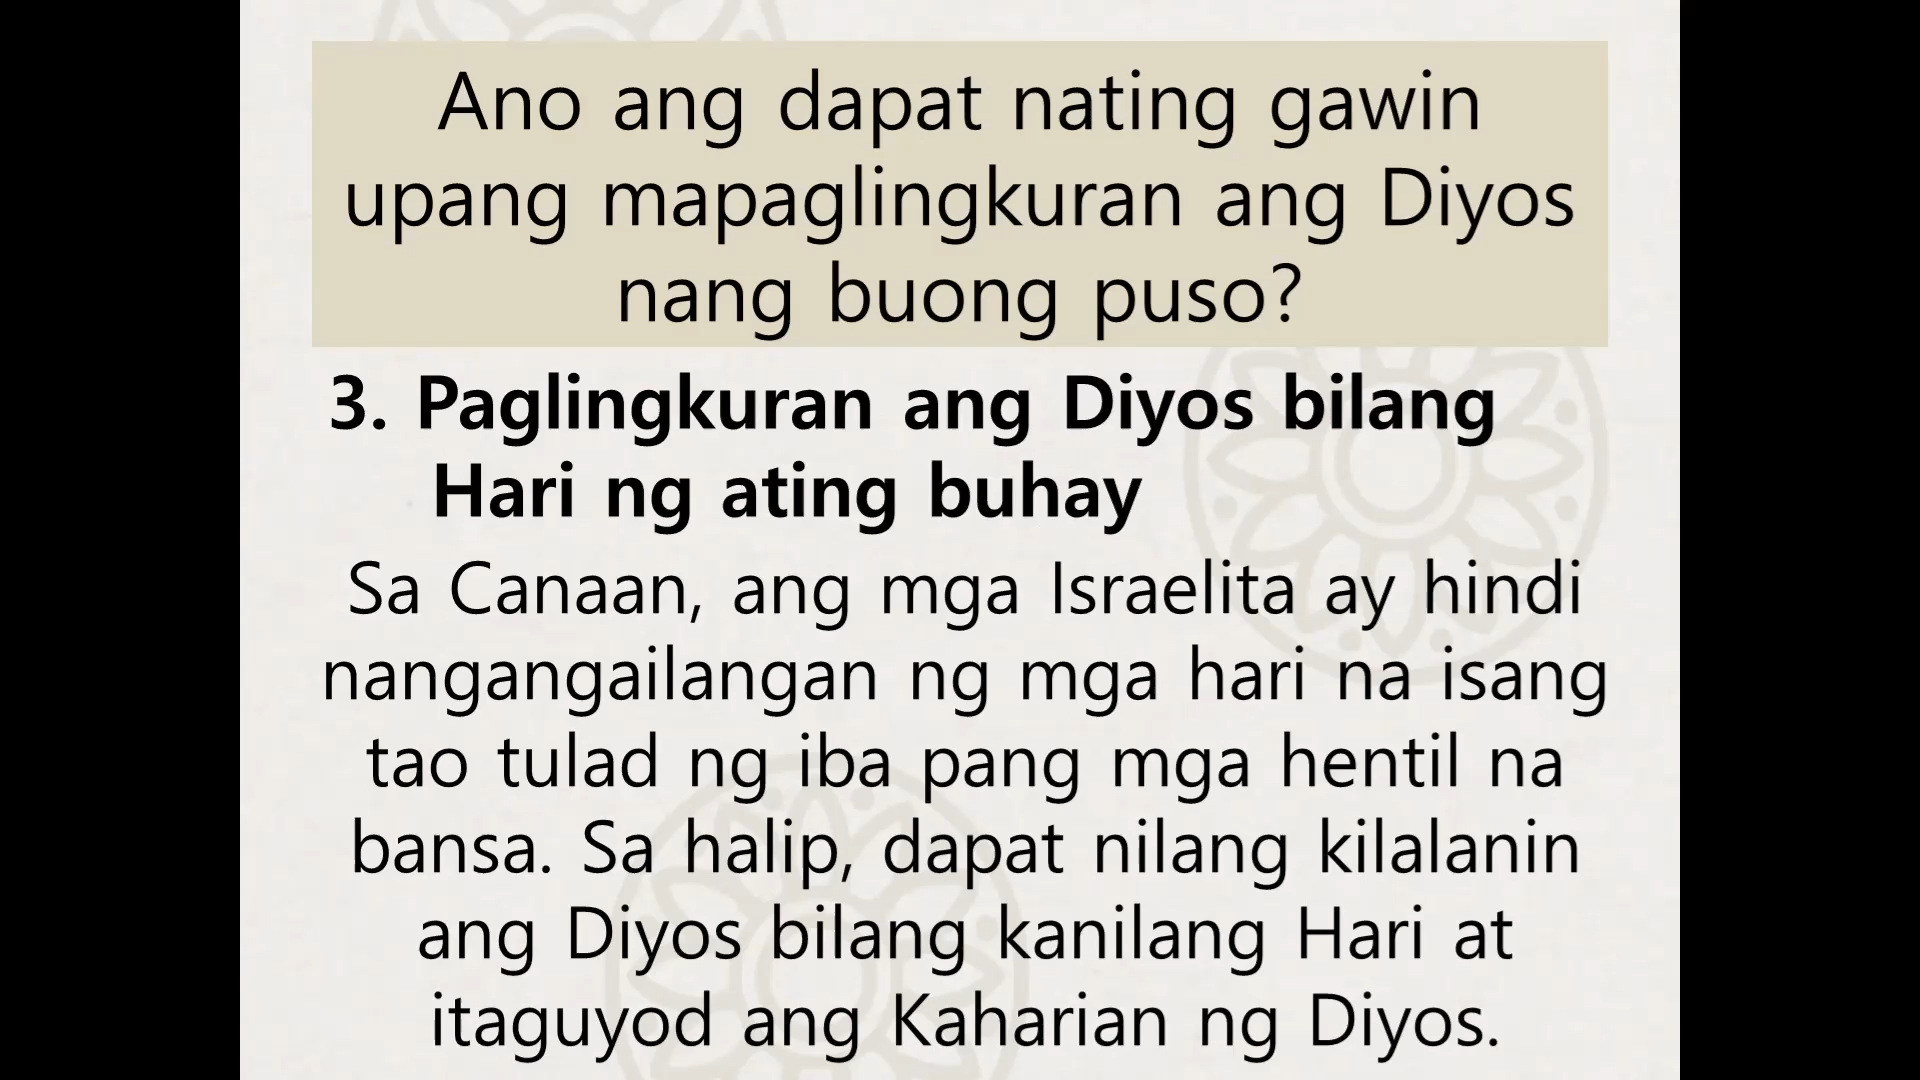 Ano ang dapat nating gawin
upang mapaglingkuran ang Diyos
nang buong puso?
3. Paglingkuran ang Diyos bilang
Hari ng ating buhay
Sa Canaan, ang mga Israelita ay hindi
nangangailangan ng mga hari na isang
tao tulad ng iba pang mga hentil na
bansa. Sa halip, dapat nilang kilalanin
ang Diyos bilang kanilang Hari at
itaguyod ang Kaharian ng Diyos.